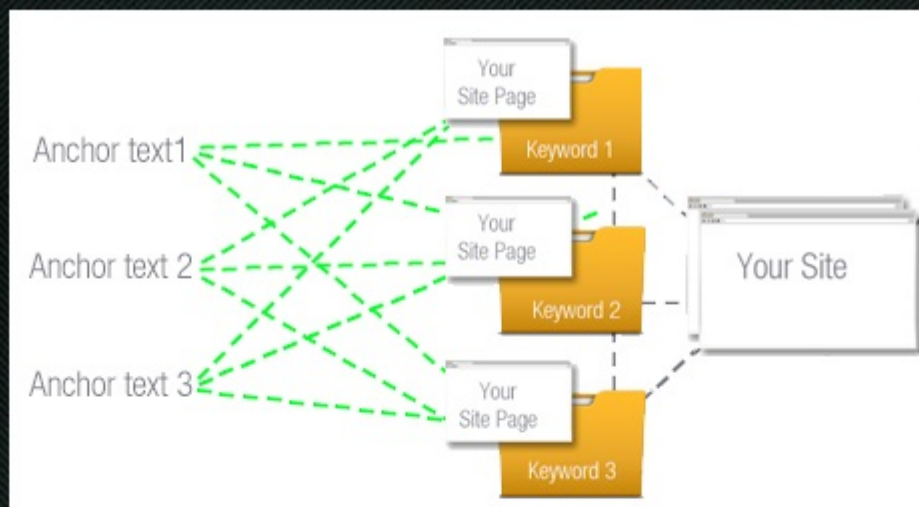 Your
Site Page
Keyword 1
Anchor text1
Your
Site Page
Keyword 2
Anchor text 2
Your Site
Your
Site Page
Keyword 3
Anchor text 3